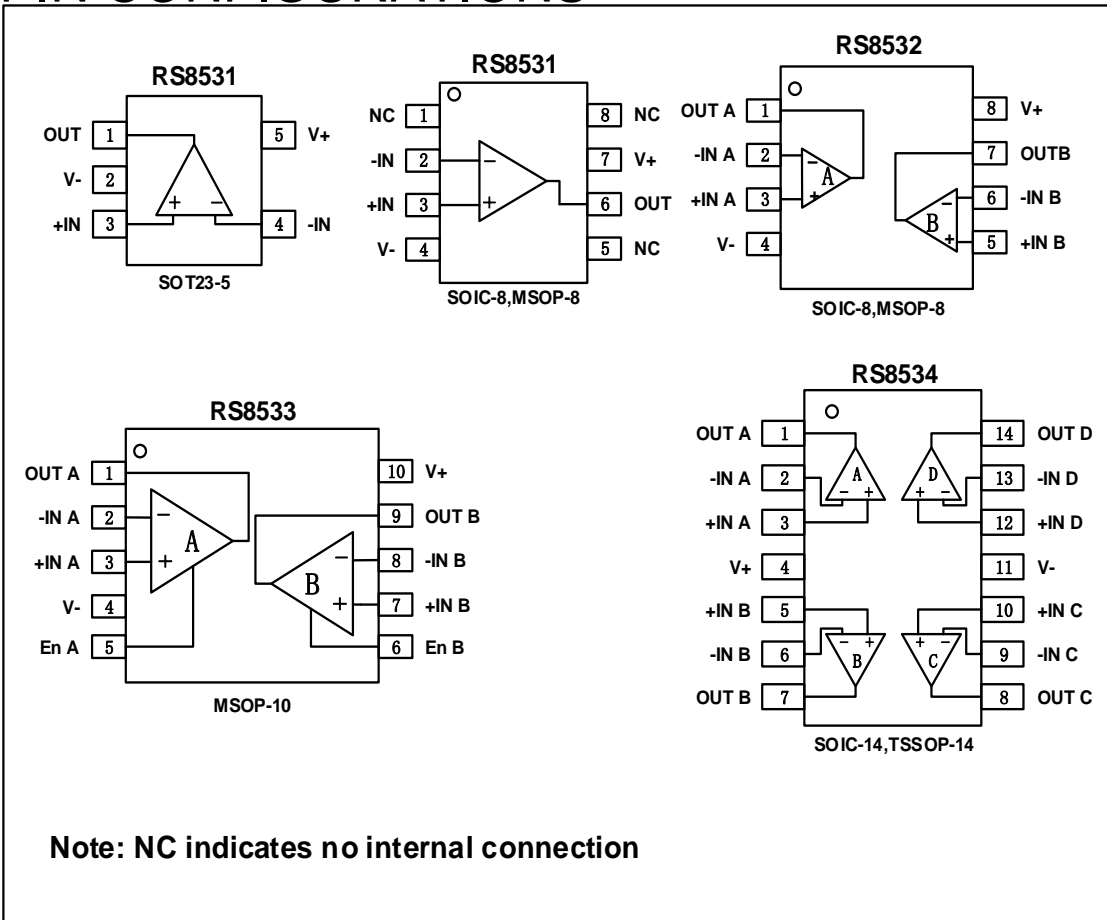 PIN CONFIGURATIONS
RS8531
OUT 1 5 V+
V- 2
+IN 3 4 -IN
+ −
SOT23-5
RS8531
NC 1 8 NC
-IN 2 − 7 V+
+IN 3 + 6 OUT
V- 4 5 NC
SOIC-8,MSOP-8
RS8532
OUT A 1 8 V+
-IN A 2 − A 7 OUTB
+IN A 3 + − 6 -IN B
V- 4 B + 5 +IN B
SOIC-8,MSOP-8
RS8533
OUT A 1 10 V+
-IN A 2 − 9 OUT B
+IN A 3 + A − 8 -IN B
V- 4 B + 7 +IN B
En A 5 6 En B
MSOP-10
RS8534
OUT A 1 14 OUT D
-IN A 2 A D 13 -IN D
− + + −
+IN A 3 12 +IN D
V+ 4 11 V-
+IN B 5 10 +IN C
− + + −
-IN B 6 B C 9 -IN C
OUT B 7 8 OUT C
SOIC-14,TSSOP-14
Note: NC indicates no internal connection